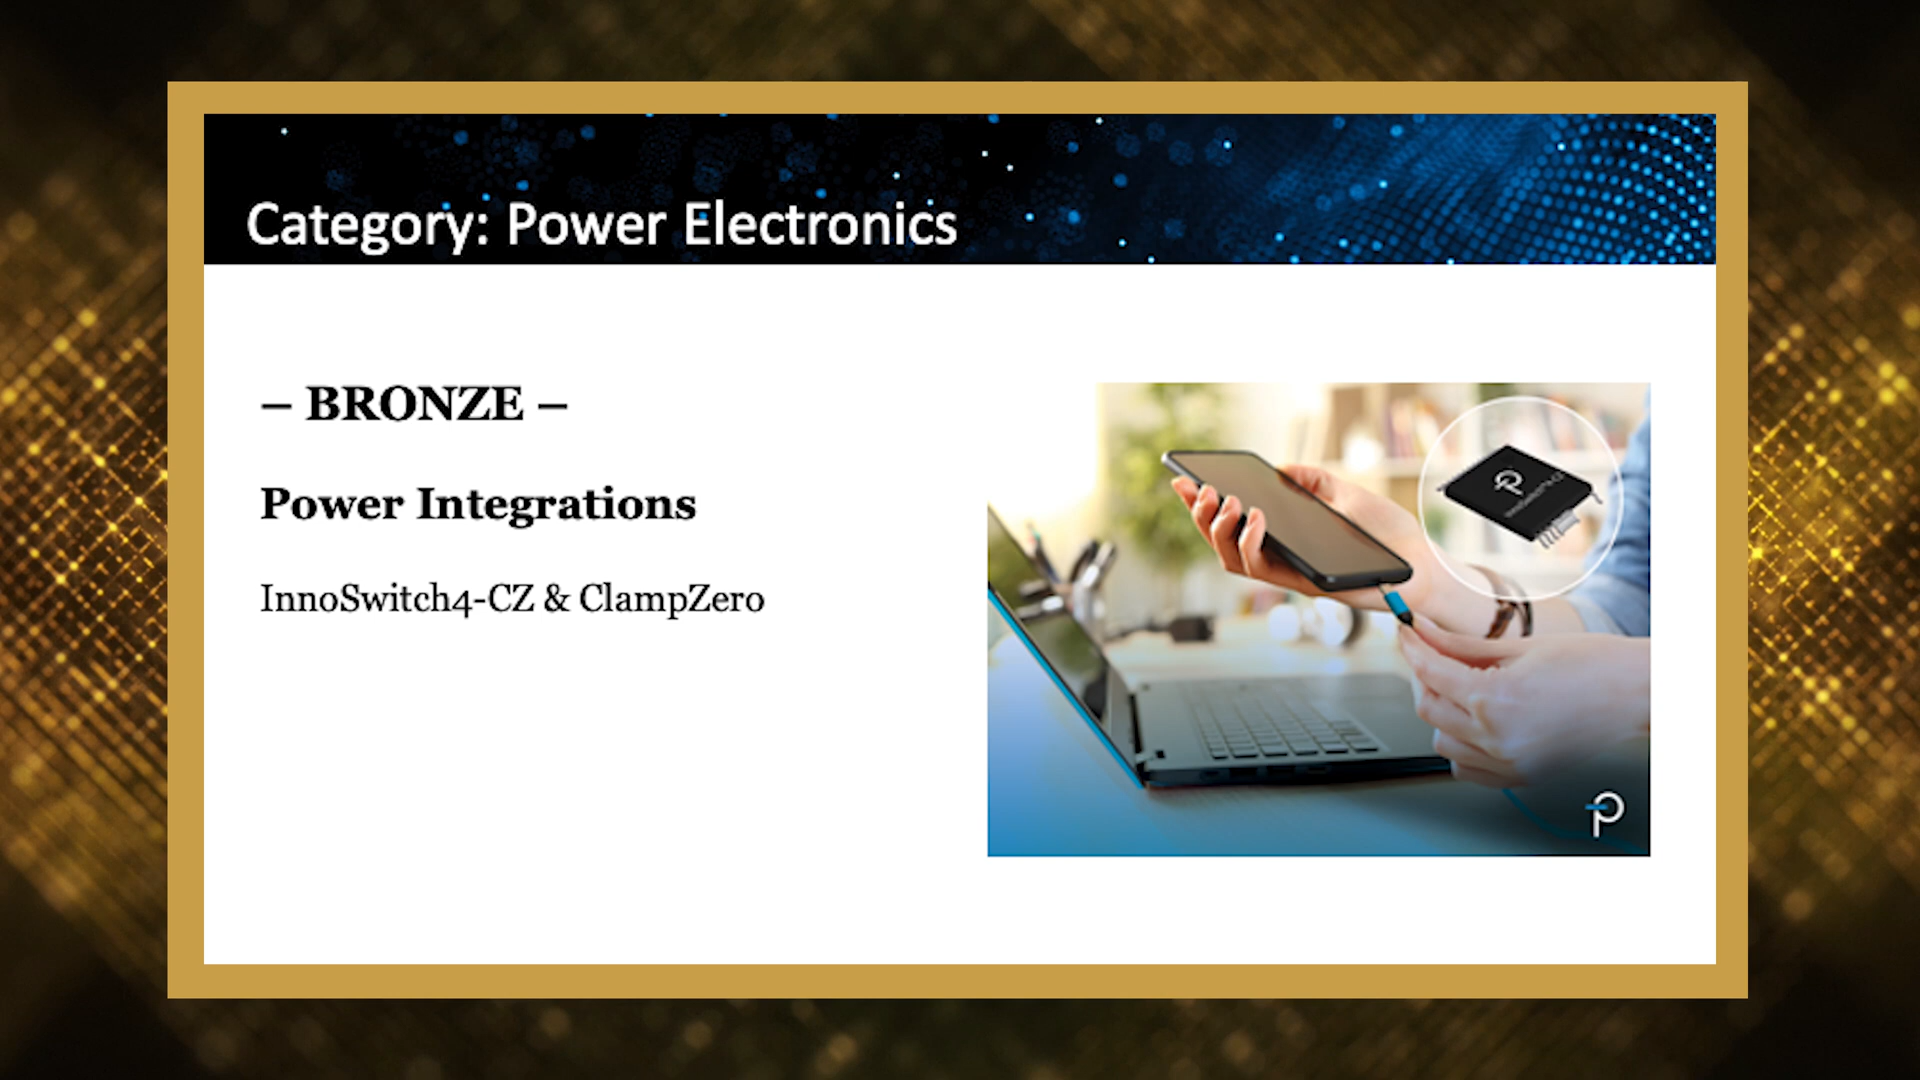 Category: Power Electronics
– BRONZE –
Power Integrations
InnoSwitch4-CZ & ClampZero